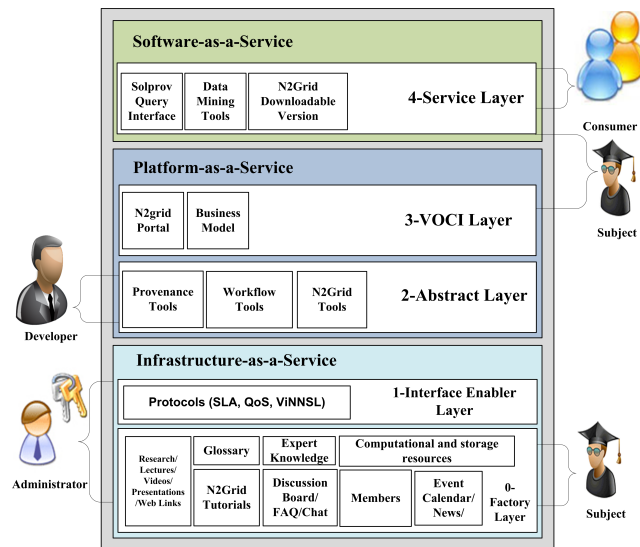 Software-as-a-Service
Solprov
Query
Interface
Data
Mining
Tools
N2Grid
Downloadable
Version
4-Service Layer
Consumer
Platform-as-a-Service
N2grid
Portal
Business
Model
3-VOCI Layer
Subject
Developer
Provenance
Tools
Workflow
Tools
N2Grid
Tools
2-Abstract Layer
Infrastructure-as-a-Service
Protocols (SLA, QoS, ViNNSL)
1-Interface Enabler
Layer
Administrator
Research/
Lectures/
Videos/
Presentations
/Web Links
Glossary
Expert
Knowledge
Computational and storage
resources
N2Grid
Tutorials
Discussion
Board/
FAQ/Chat
Members
Event
Calendar/
News/
0-
Factory
Layer
Subject